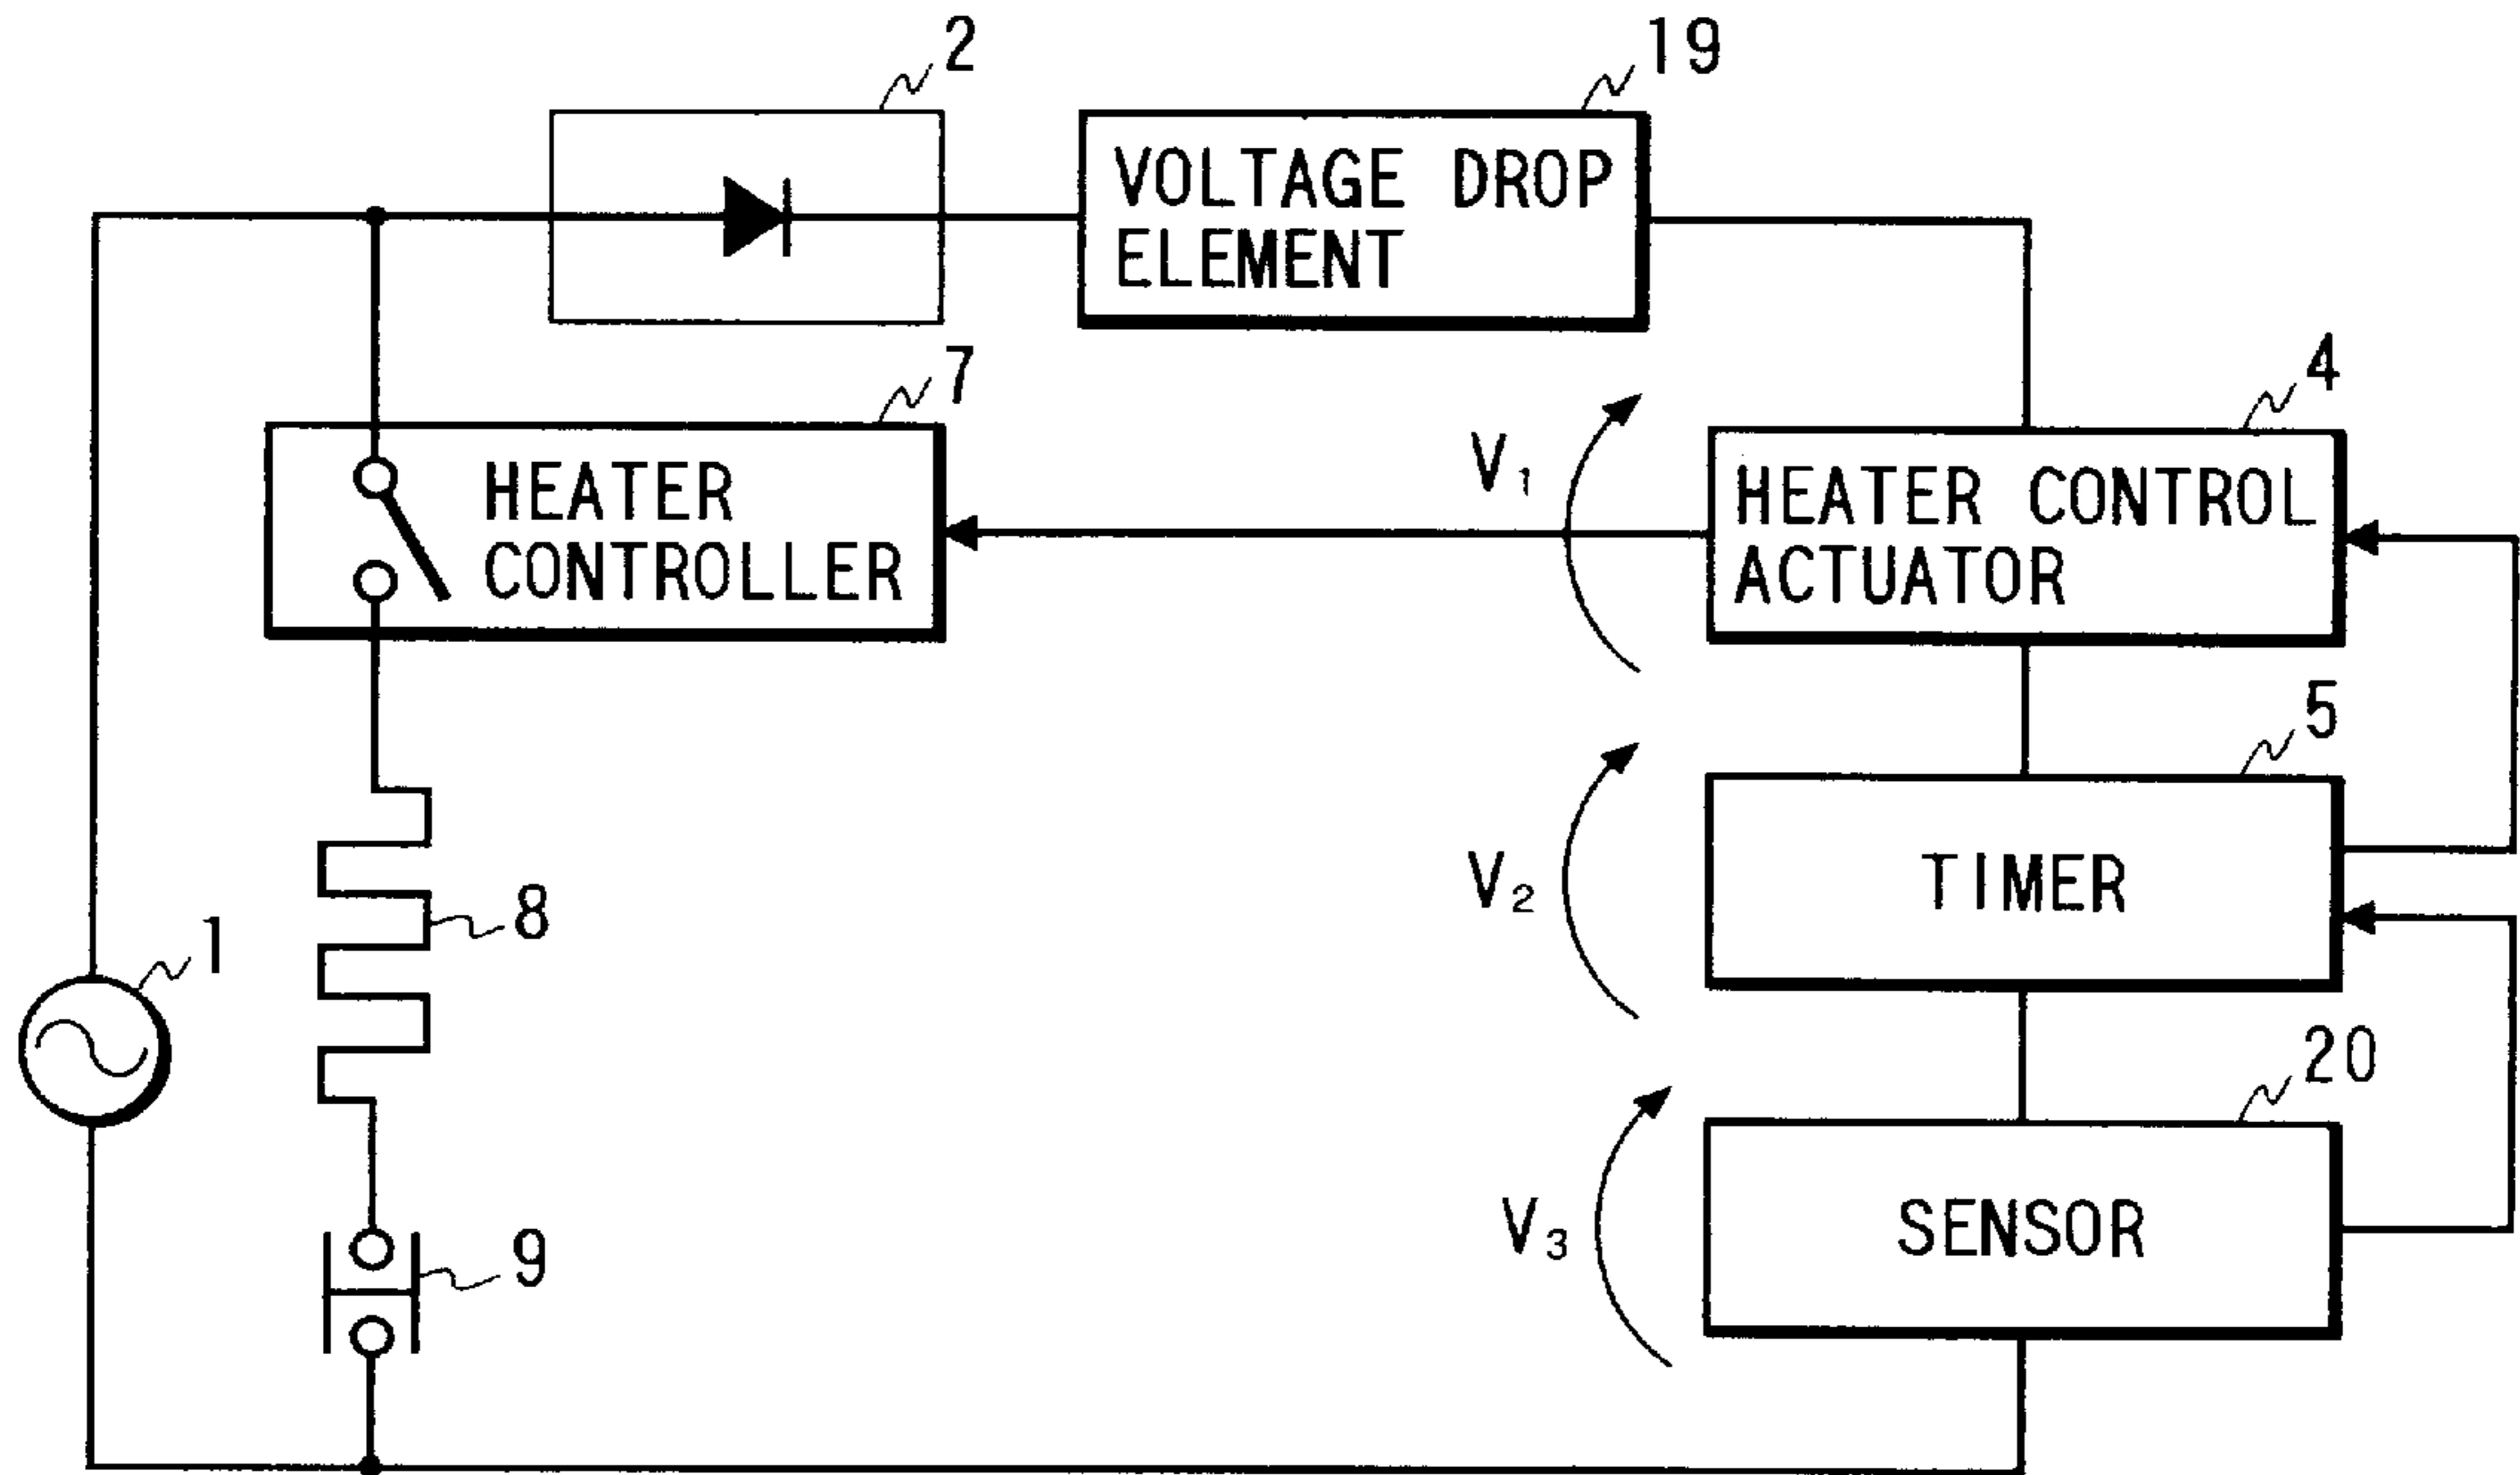 2
19
VOLTAGE DROP
ELEMENT
7
4
HEATER
CONTROLLER
V₁
HEATER CONTROL
ACTUATOR
5
8
V₂
TIMER
1
20
9
V₃
SENSOR